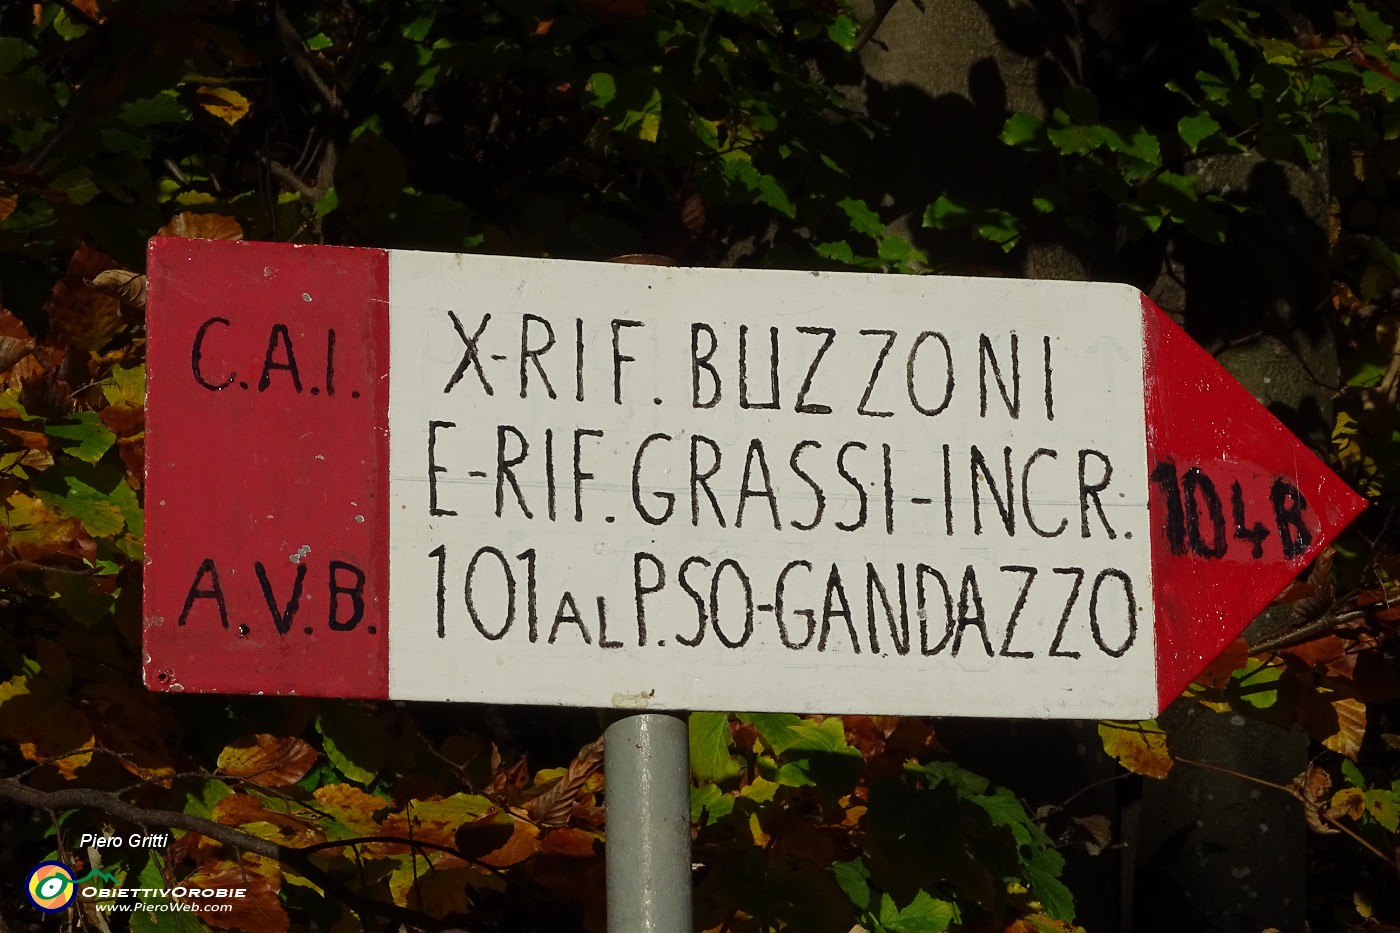 C.A.I.
A.V.B.
X-RIF. BUZZONI
E-RIF. GRASSI-INCR.
101 AL P.SO-GANDAZZO
104B
Piero Gritti
OBIETTIVOROBIE
www.PieroWeb.com